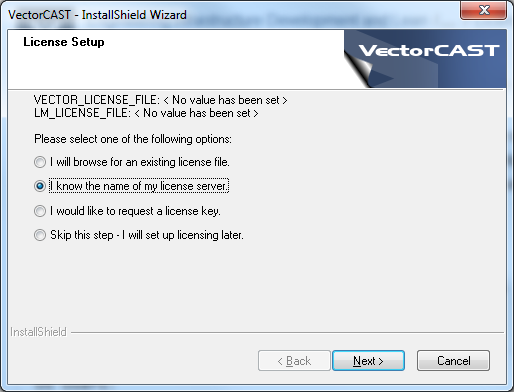 VectorCAST - InstallShield Wizard
License Setup
VECTORCAST
VECTOR_LICENSE_FILE: < No value has been set >
LM_LICENSE_FILE: < No value has been set >
Please select one of the following options:
I will browse for an existing license file.
I know the name of my license server.
I would like to request a license key.
Skip this step - I will set up licensing later.
InstallShield
< Back
Next >
Cancel